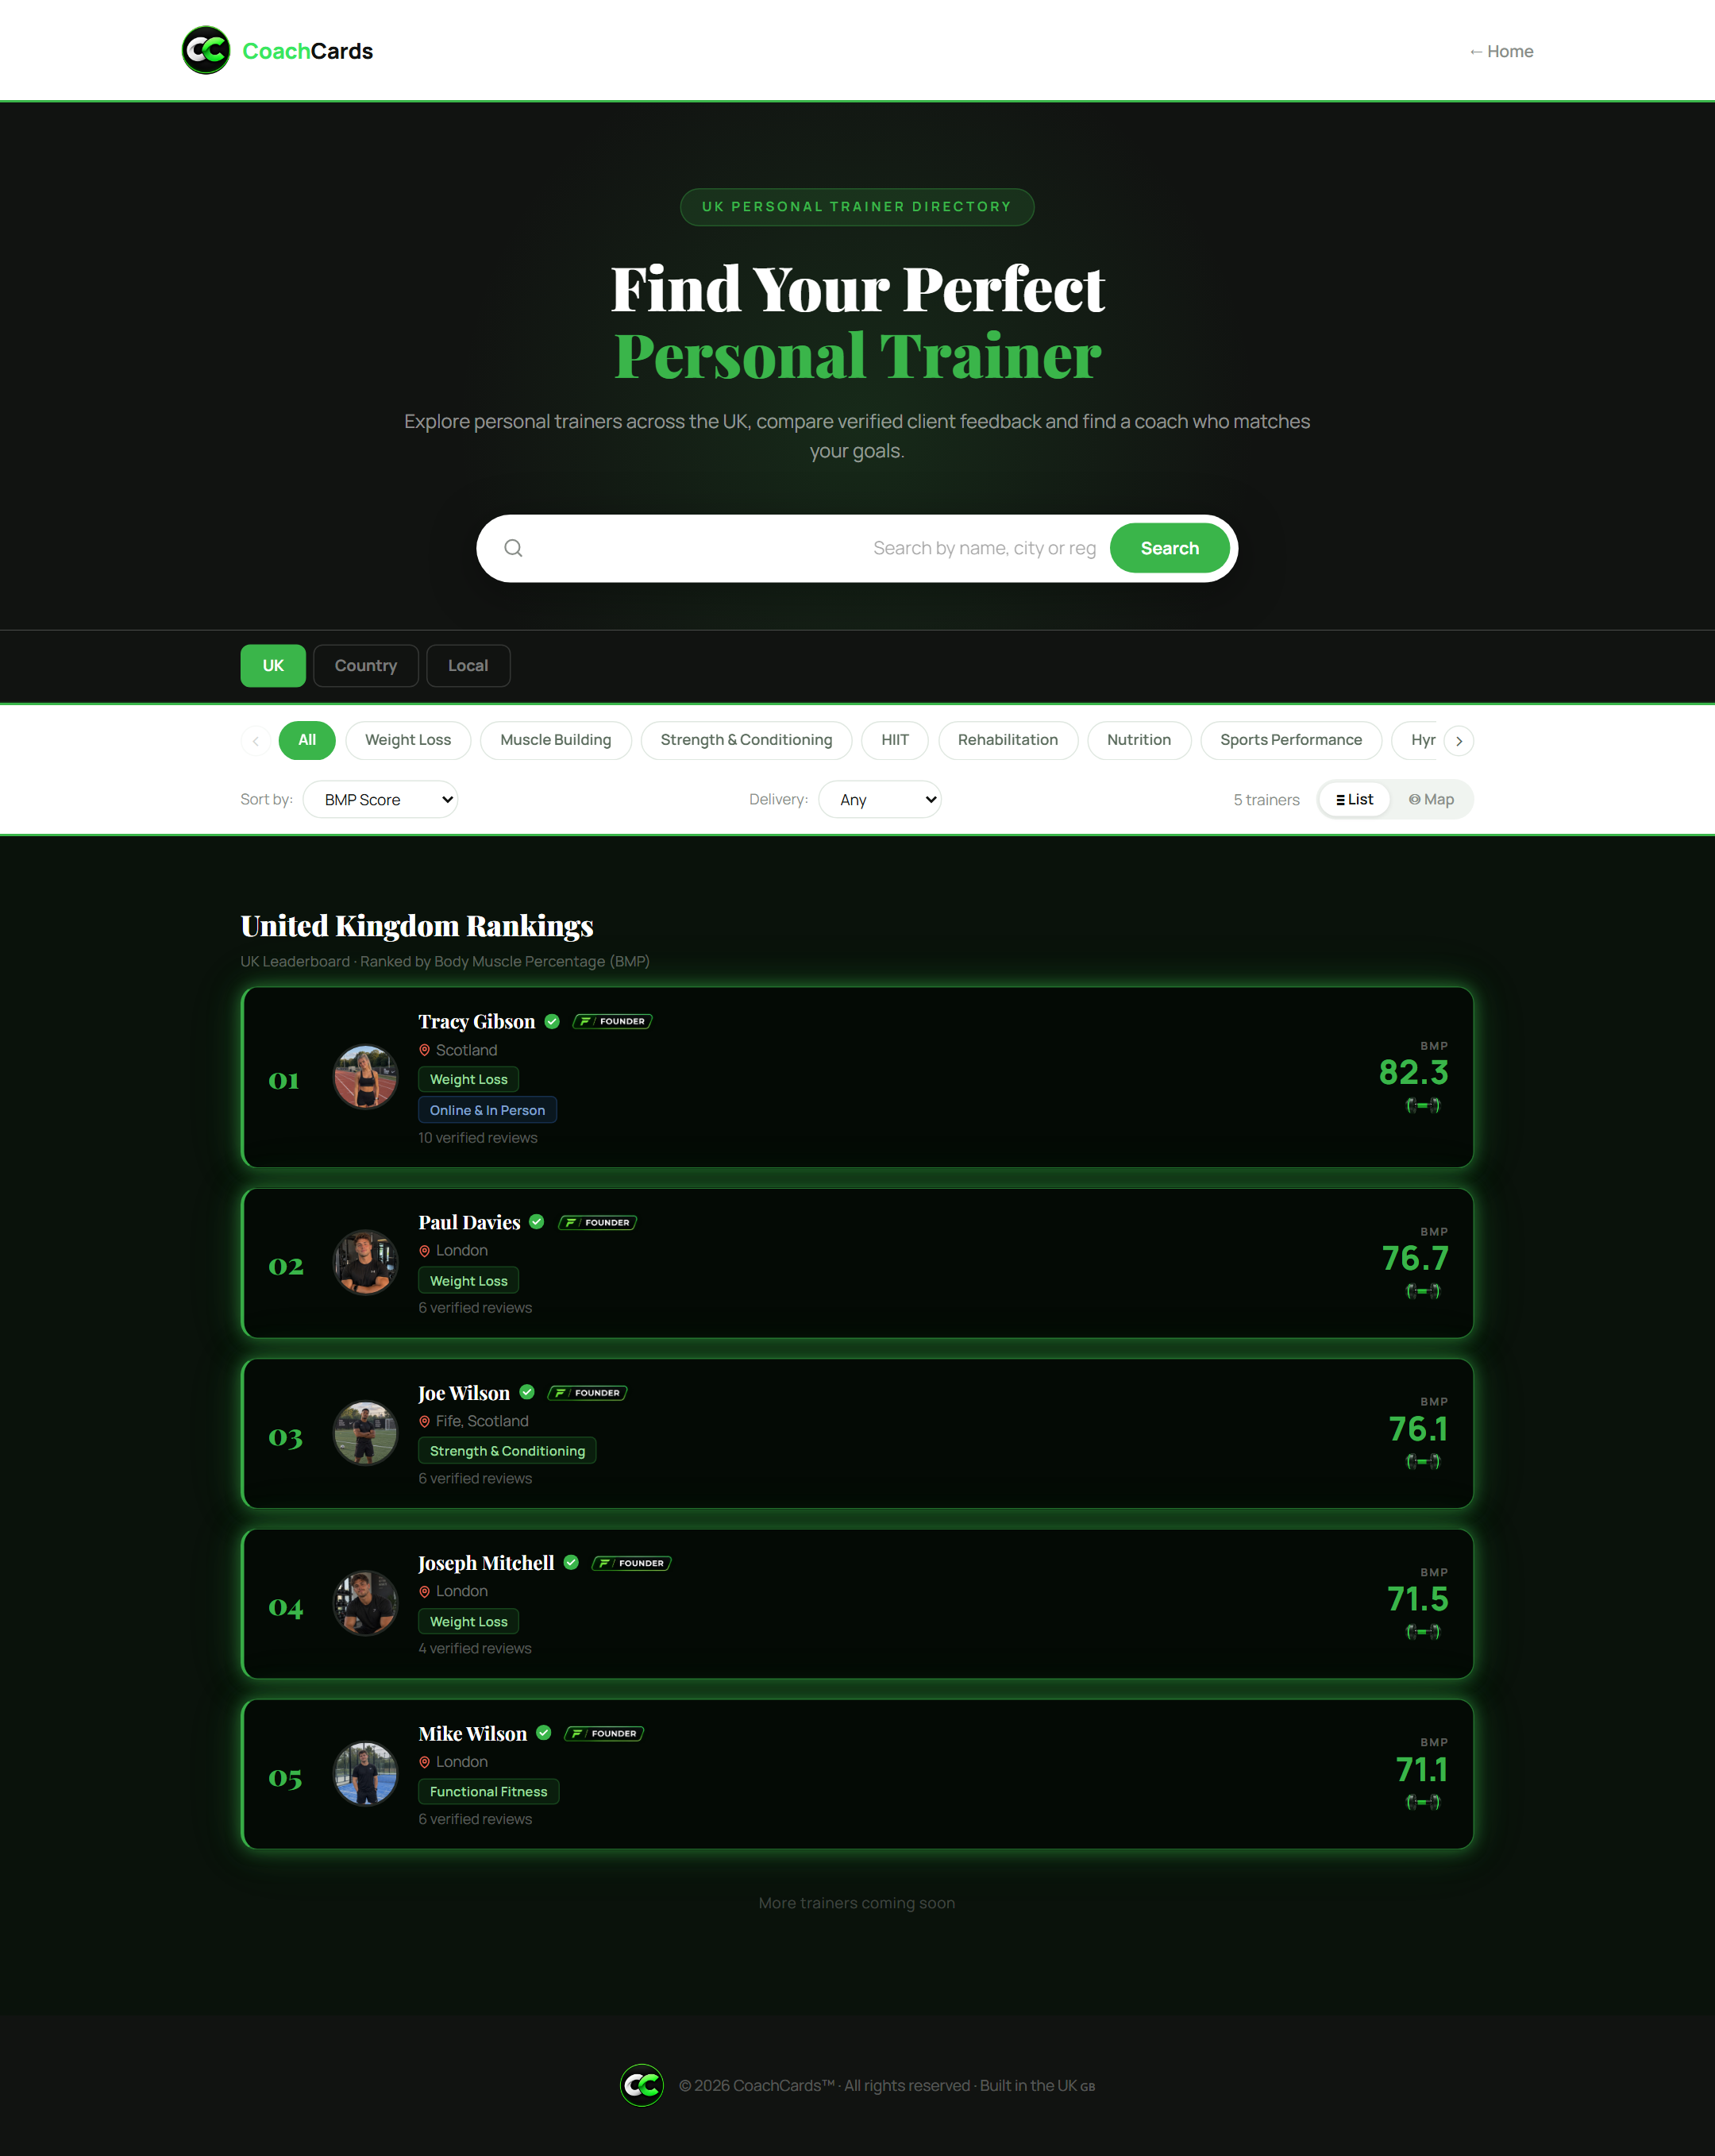 CoachCards
← Home
UK PERSONAL TRAINER DIRECTORY
Find Your Perfect
Personal Trainer
Explore personal trainers across the UK, compare verified client feedback and find a coach who matches
your goals.
Search by name, city or reg
Search
UK
Country
Local
All
Weight Loss
Muscle Building
Strength & Conditioning
HIIT
Rehabilitation
Nutrition
Sports Performance
Hyr
Sort by:
BMP Score
Delivery:
Any
5 trainers
List
Map
United Kingdom Rankings
UK Leaderboard · Ranked by Body Muscle Percentage (BMP)
01
Tracy Gibson
FOUNDER
Scotland
Weight Loss
Online & In Person
10 verified reviews
BMP
82.3
02
Paul Davies
FOUNDER
London
Weight Loss
6 verified reviews
BMP
76.7
03
Joe Wilson
FOUNDER
Fife, Scotland
Strength & Conditioning
6 verified reviews
BMP
76.1
04
Joseph Mitchell
FOUNDER
London
Weight Loss
4 verified reviews
BMP
71.5
05
Mike Wilson
FOUNDER
London
Functional Fitness
6 verified reviews
BMP
71.1
More trainers coming soon
© 2026 CoachCards™ · All rights reserved · Built in the UK GB